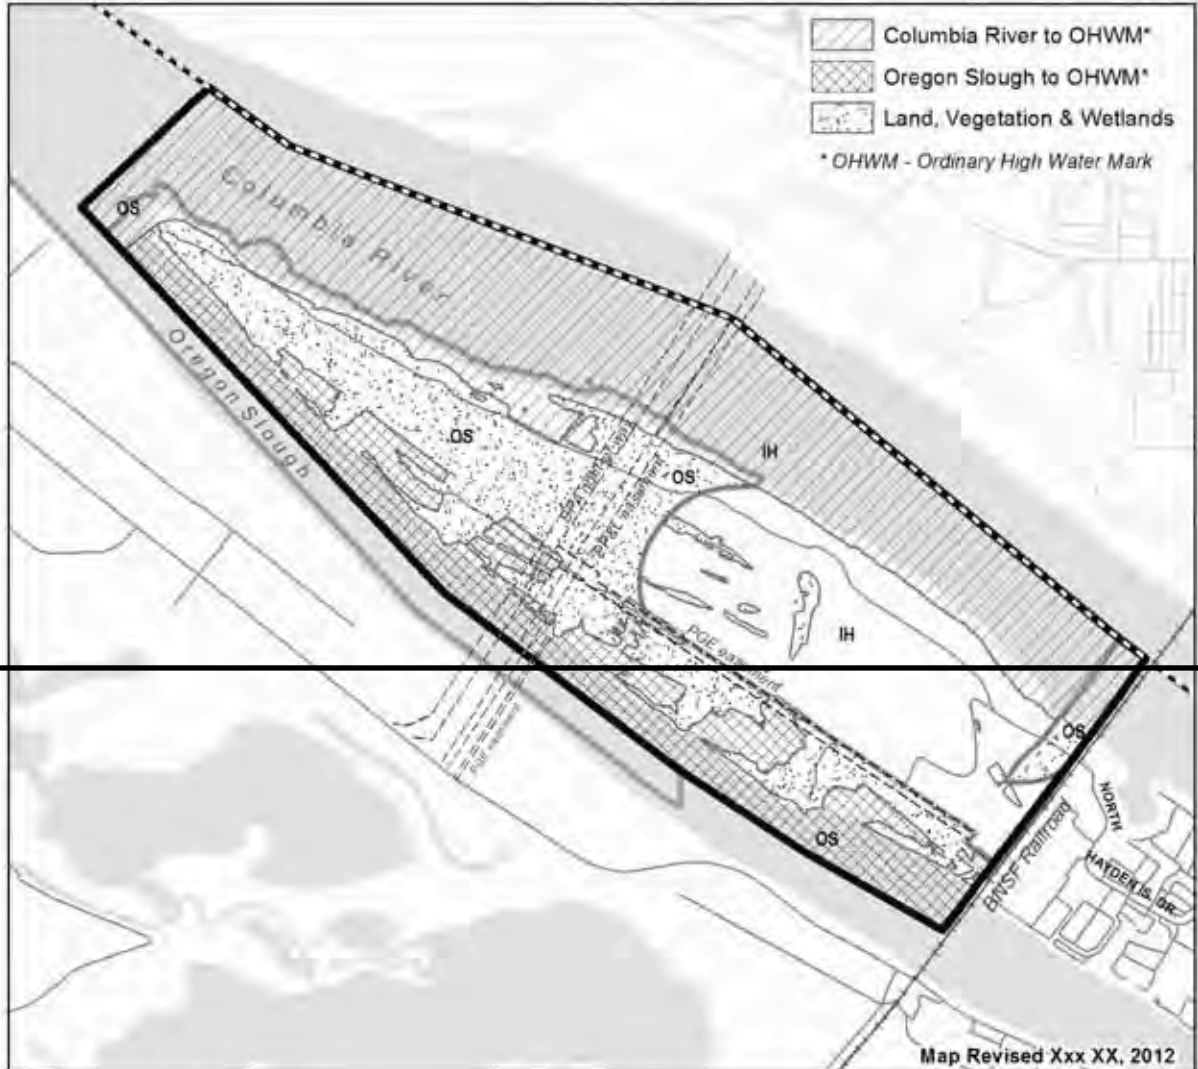 Columbia River to OHWM*
Oregon Slough to OHWM*
Land, Vegetation & Wetlands
* OHWM - Ordinary High Water Mark
Columbia River
OS
Oregon Slough
OS
IH
OS
PP&L easement
IH
PGE easement
OS
OS
NORTH
HAYDEN IS. DR.
BNSF Railroad
Map Revised Xxx XX, 2012